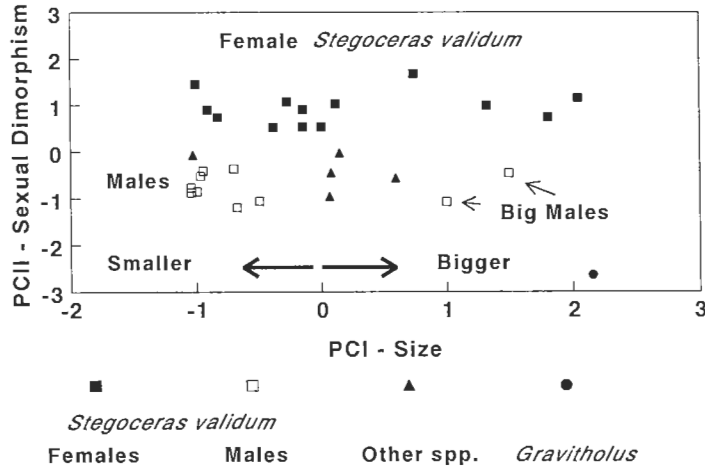 3
Female Stegoceras validum
2
1
0
-1
-2
-3
PCII - Sexual Dimorphism
Males
Big Males
Smaller
Bigger
-2
-1
0
1
2
3
PCI - Size
Stegoceras validum
Females
Males
Other spp.
Gravitholus